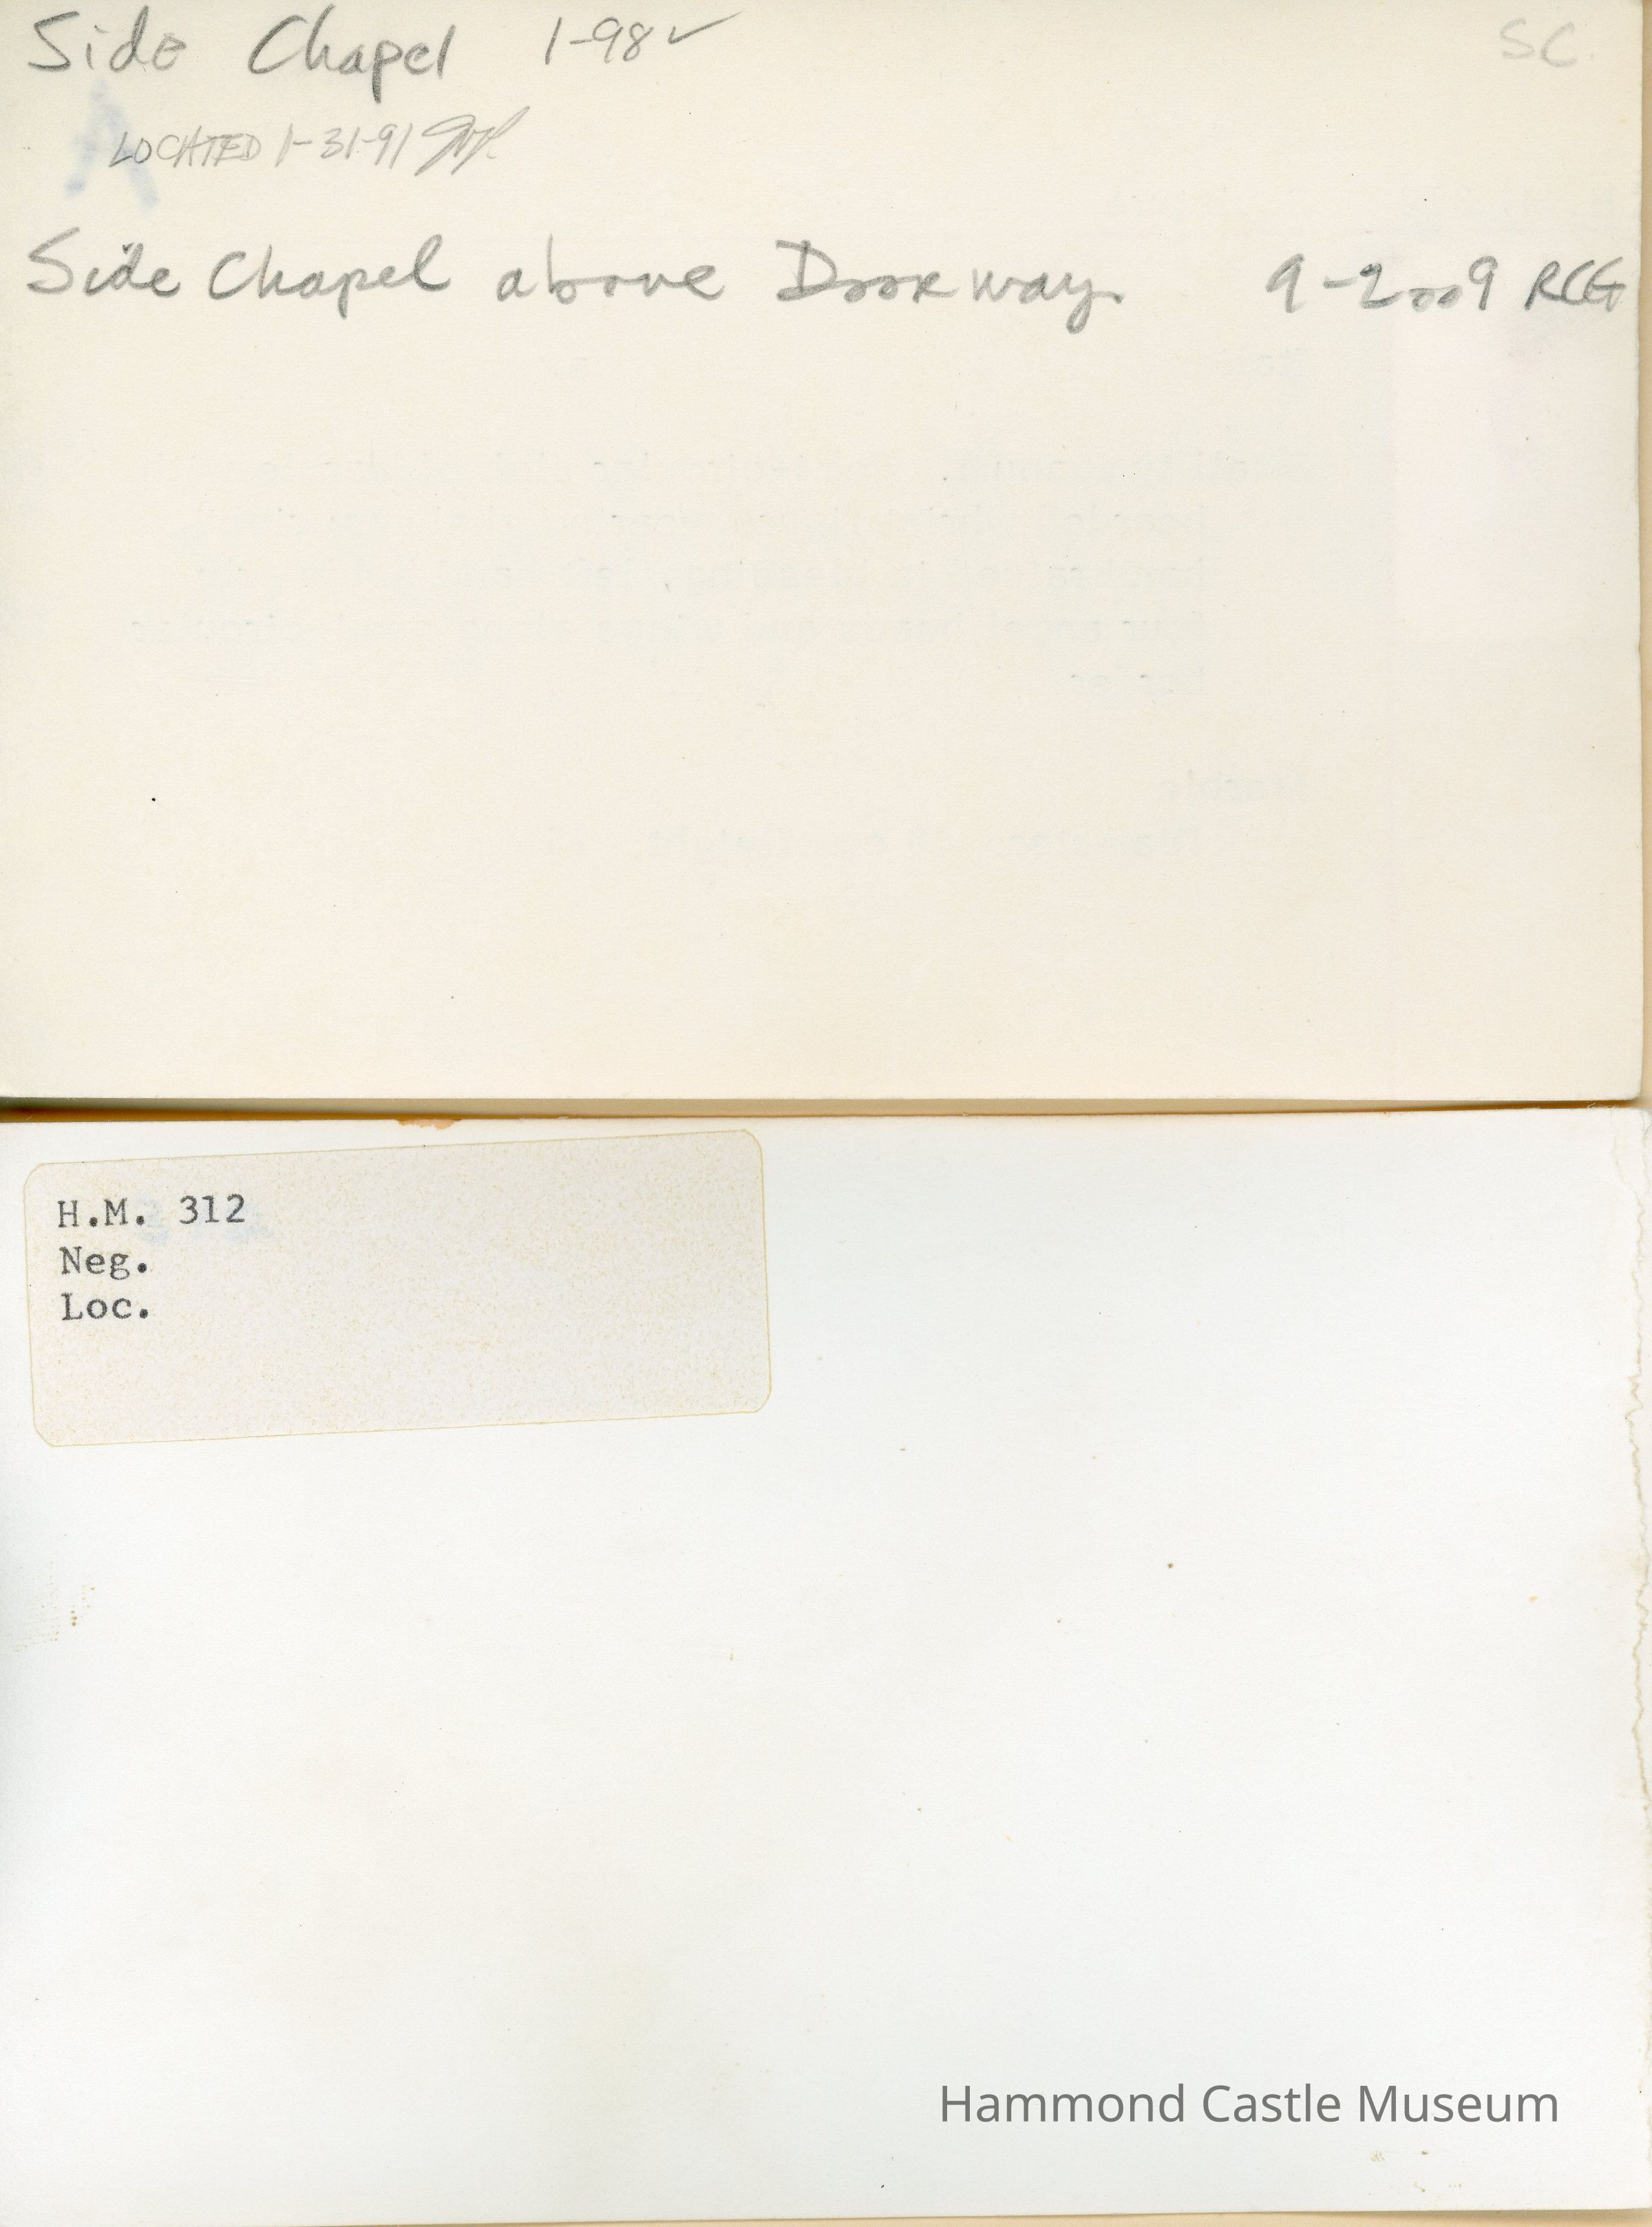 Side Chapel 1-98 ✓ SC
LOCATED 1-31-91
Side Chapel above Doorway. 9-2009 RCG
H.M. 312
Neg.
Loc.
Hammond Castle Museum